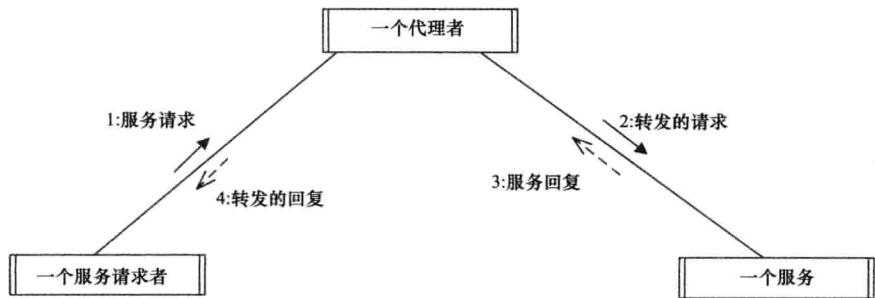 一个代理者
1:服务请求
2:转发的请求
3:服务回复
4:转发的回复
一个服务请求者
一个服务